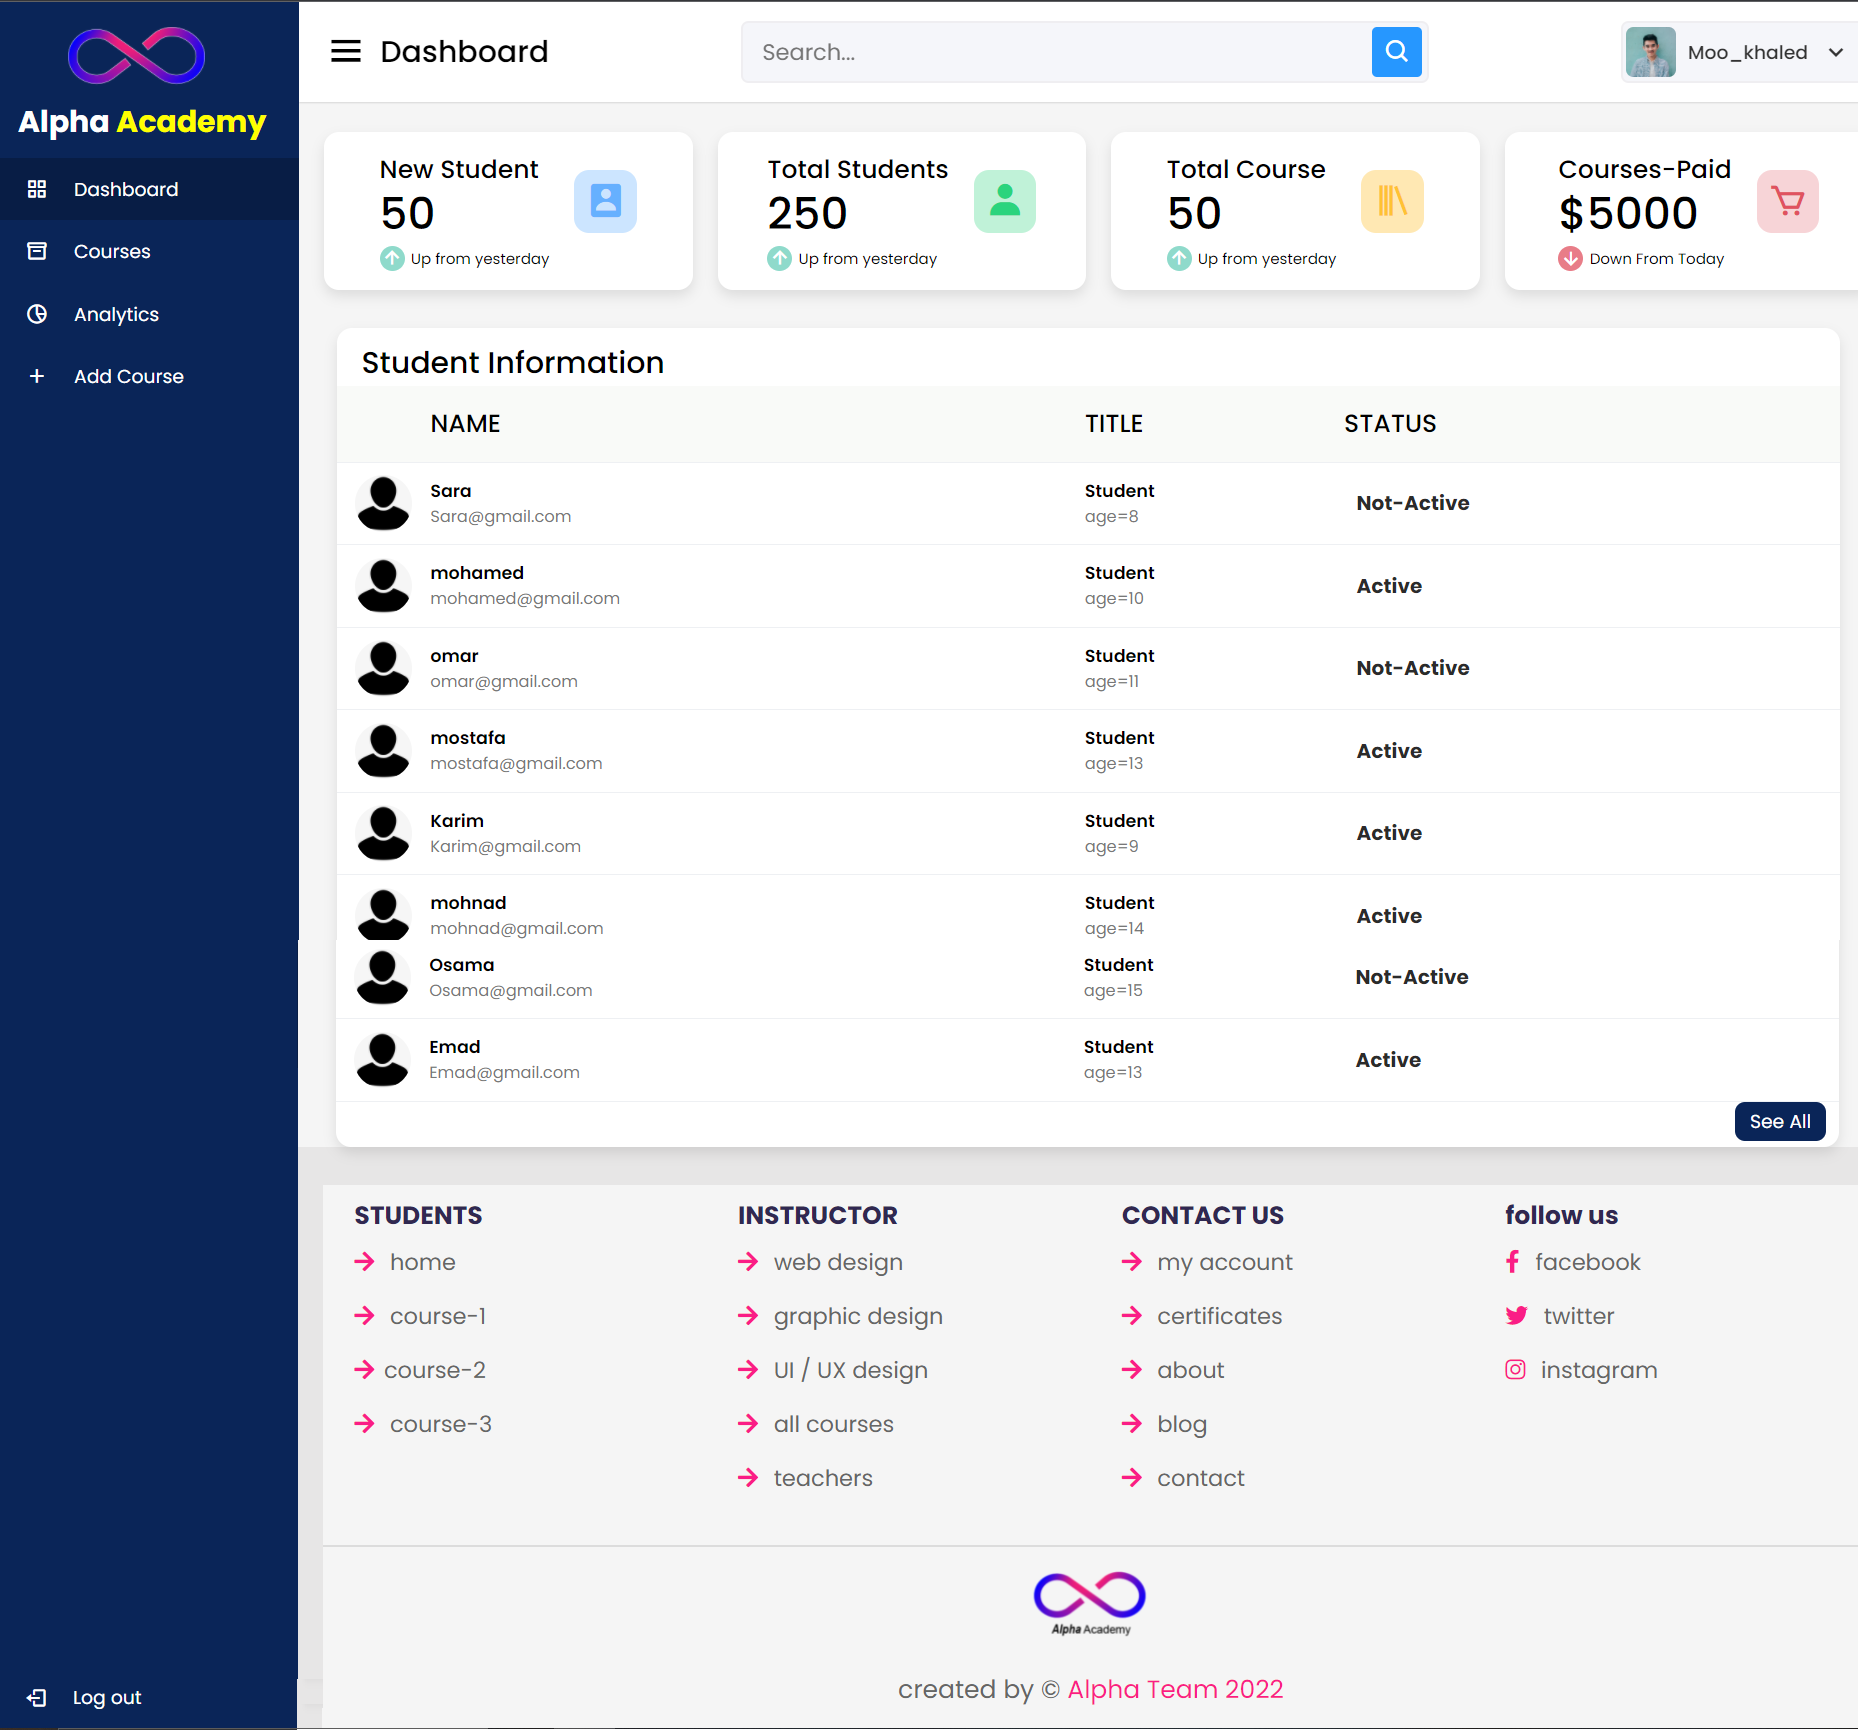 Alpha Academy
Dashboard
Courses
Analytics
Add Course
Log out
Dashboard
Search...
Moo_khaled
New Student
50
Up from yesterday
Total Students
250
Up from yesterday
Total Course
50
Up from yesterday
Courses-Paid
$5000
Down From Today
Student Information
NAME TITLE STATUS
Sara Student
Not-Active
Sara@gmail.com age=8
mohamed Student
Active
mohamed@gmail.com age=10
omar Student
Not-Active
omar@gmail.com age=11
mostafa Student
Active
mostafa@gmail.com age=13
Karim Student
Active
Karim@gmail.com age=9
mohnad Student
Active
mohnad@gmail.com age=14
Osama Student
Not-Active
Osama@gmail.com age=15
Emad Student
Active
Emad@gmail.com age=13
See All
STUDENTS
home
course-1
course-2
course-3
INSTRUCTOR
web design
graphic design
UI / UX design
all courses
teachers
CONTACT US
my account
certificates
about
blog
contact
follow us
facebook
twitter
instagram
Alpha Academy
created by © Alpha Team 2022